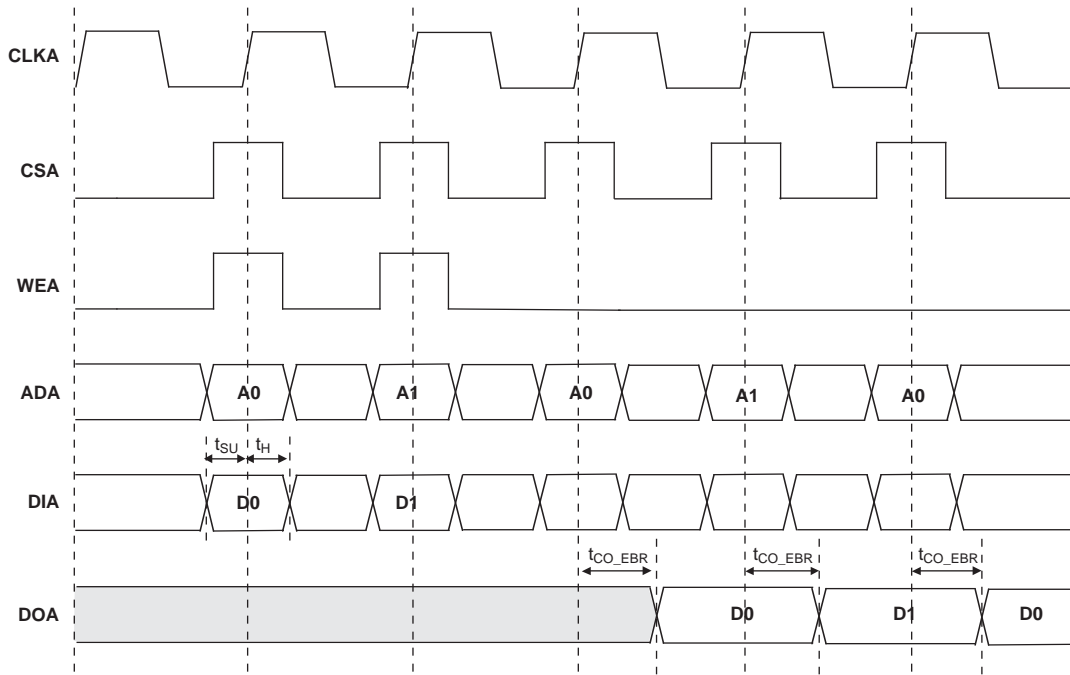 CLKA
CSA
WEA
ADA A0 A1 A0 A1 A0
tSU tH
DIA D0 D1
tCO_EBR tCO_EBR tCO_EBR
DOA D0 D1 D0